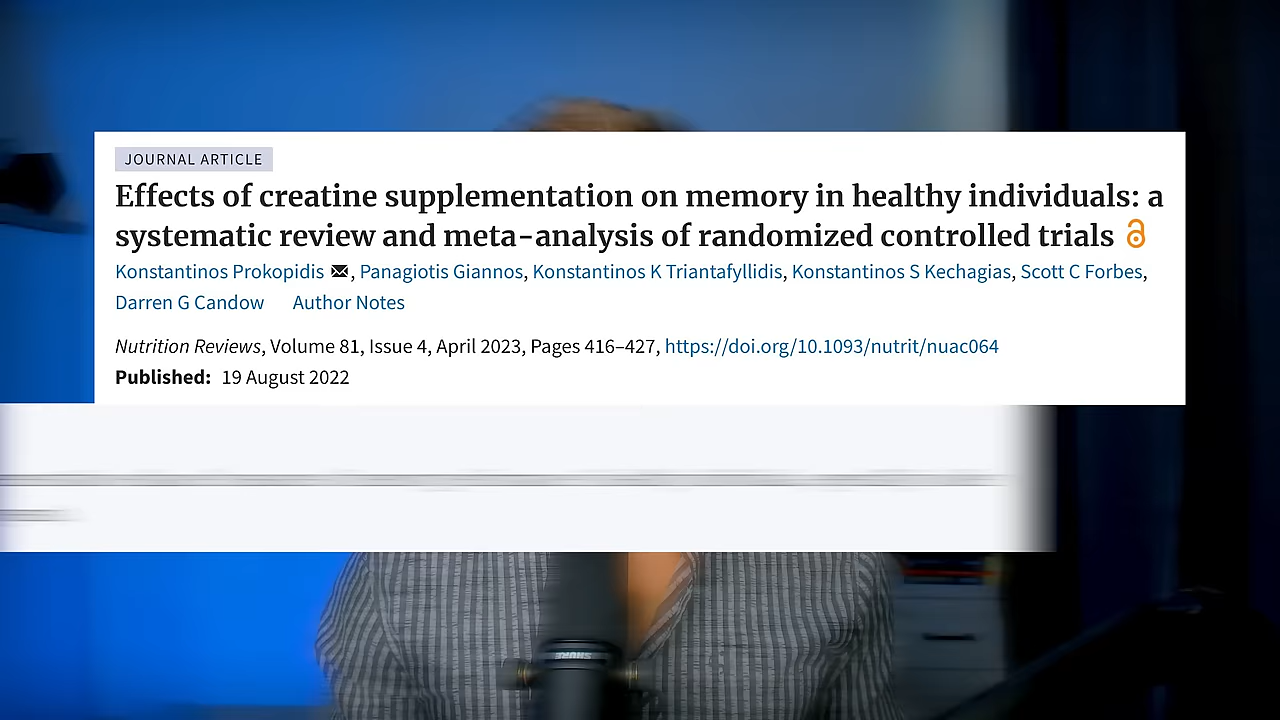 JOURNAL ARTICLE
Effects of creatine supplementation on memory in healthy individuals: a
systematic review and meta-analysis of randomized controlled trials
Konstantinos Prokopidis, Panagiotis Giannos, Konstantinos K Triantafyllidis, Konstantinos S Kechagias, Scott C Forbes,
Darren G Candow Author Notes
Nutrition Reviews, Volume 81, Issue 4, April 2023, Pages 416–427, https://doi.org/10.1093/nutrit/nuac064
Published: 19 August 2022
SHURE